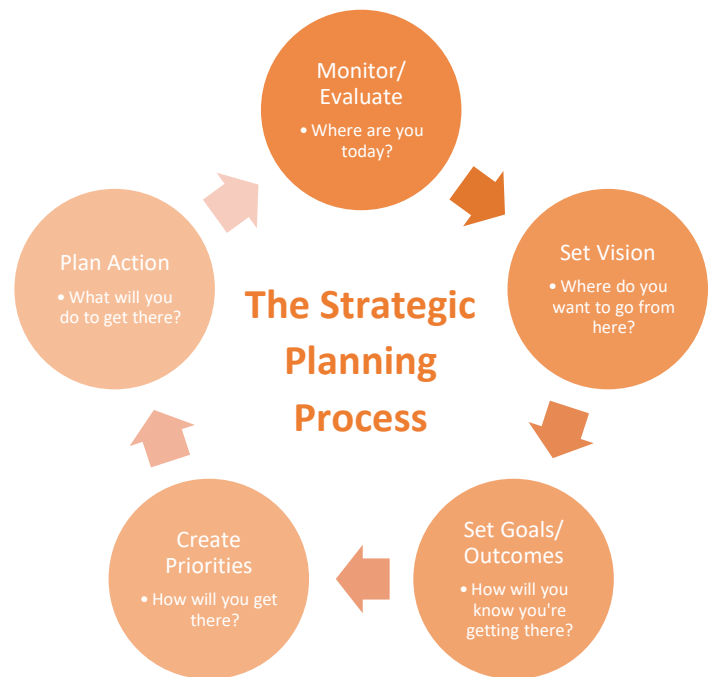 Monitor/
Evaluate
• Where are you
today?
Set Vision
• Where do you
want to go from
here?
Set Goals/
Outcomes
• How will you
know you're
getting there?
Create
Priorities
• How will you get
there?
Plan Action
• What will you
do to get there?
The Strategic
Planning
Process